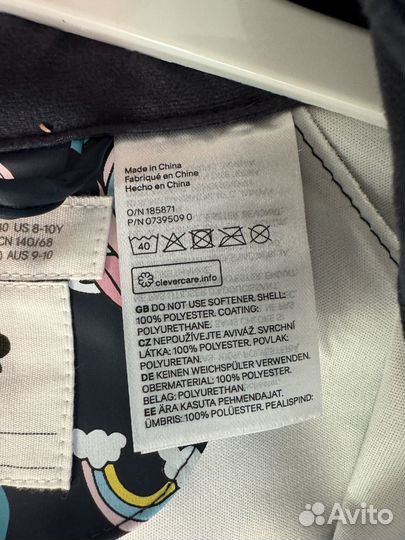 Made in China
Fabriqué en China
Hecho en China
O/N 185871
P/N 0739509 0
40
clevercare.info
US 8-10Y
CN 140/68
AUS 9-10
GB DO NOT USE SOFTENER. SHELL:
100% POLYESTER. COATING:
POLYURETHANE.
CZ NEPOUŽÍVEJTE AVIVÁŽ. SVRCHNÍ
LÁTKA: 100% POLYESTER. POVLAK:
POLYURETAN.
DE KEINEN WEICHSPÜLER VERWENDEN.
OBERMATERIAL: 100% POLYESTER.
BELAG: POLYURETHAN.
EE ÄRA KASUTA PEHMENDAJAT.
ÜMBRIS: 100% POLÜESTER. PEALISPIND:
Avito